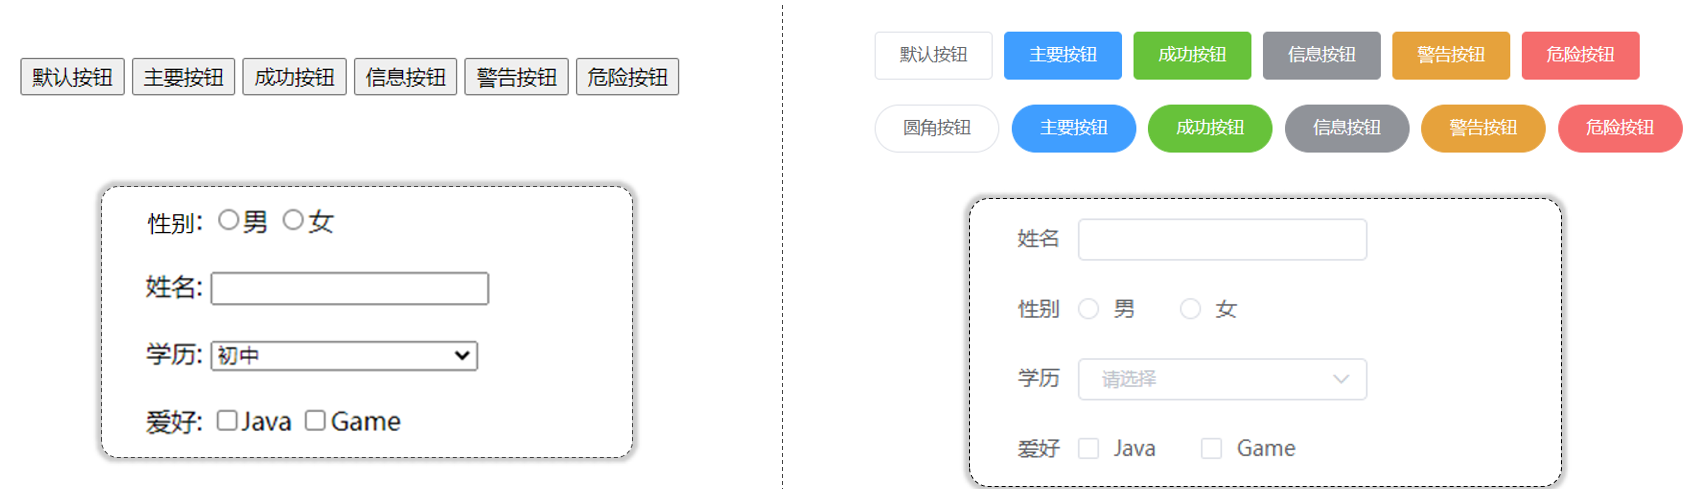 默认按钮 主要按钮 成功按钮 信息按钮 警告按钮 危险按钮
性别: 男 女
姓名:
学历: 初中
爱好: Java Game
默认按钮 主要按钮 成功按钮 信息按钮 警告按钮 危险按钮
圆角按钮 主要按钮 成功按钮 信息按钮 警告按钮 危险按钮
姓名
性别 男 女
学历 请选择
爱好 Java Game